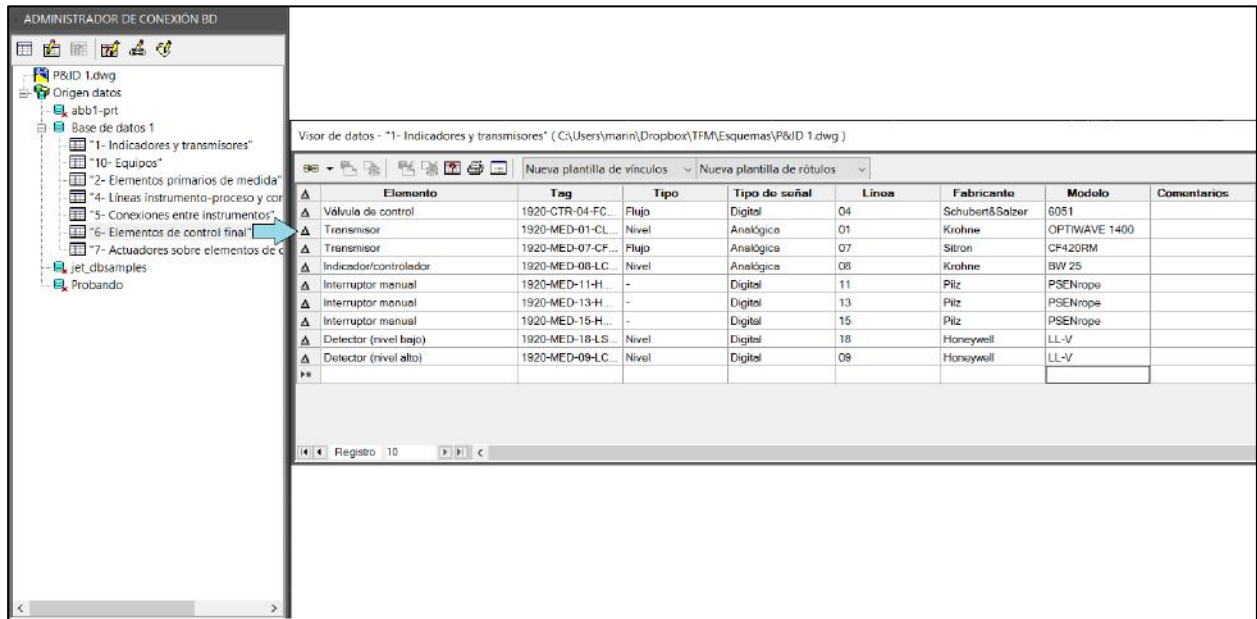 ADMINISTRADOR DE CONEXIÓN BD
P&ID 1.dwg
Origen datos
abb1-prt
Base de datos 1
"1- Indicadores y transmisores"
"10- Equipos"
"2- Elementos primarios de medida"
"4- Líneas instrumento-proceso y cor
"5- Conexiones entre instrumentos"
"6- Elementos de control final"
"7- Actuadores sobre elementos de c
jet_dbsamples
Probando
Visor de datos - "1- Indicadores y transmisores" ( C:\Users\marin\Dropbox\TFM\Esquemas\P&ID 1.dwg )
Nueva plantilla de vínculos Nueva plantilla de rótulos
Elemento Tag Tipo Tipo de señal Línea Fabricante Modelo Comentarios
Válvula de control 1920-CTR-04-FC... Flujo Digital 04 Schubert&Salzer 6051
Transmisor 1920-MED-01-CL... Nivel Analógica 01 Krohne OPTIWAVE 1400
Transmisor 1920-MED-07-CF... Flujo Analógica 07 Sitron CF420RM
Indicador/controlador 1920-MED-08-LC... Nivel Analógica 08 Krohne BW 25
Interruptor manual 1920-MED-11-H... - Digital 11 Pilz PSENrope
Interruptor manual 1920-MED-13-H... - Digital 13 Pilz PSENrope
Interruptor manual 1920-MED-15-H... - Digital 15 Pilz PSENrope
Detector (nivel bajo) 1920-MED-18-LS... Nivel Digital 18 Honeywell LL-V
Detector (nivel alto) 1920-MED-09-LC... Nivel Digital 09 Honeywell LL-V
Registro 10